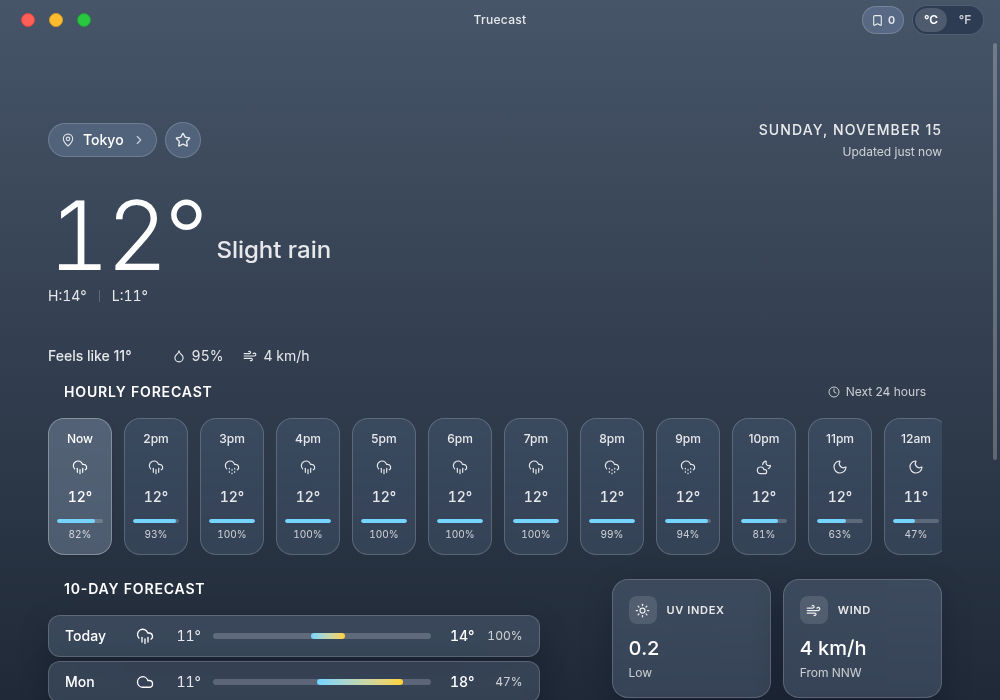 Truecast
0
°C °F
Tokyo
SUNDAY, NOVEMBER 15
Updated just now
12° Slight rain
H:14° L:11°
Feels like 11° 95% 4 km/h
HOURLY FORECAST
Next 24 hours
Now 2pm 3pm 4pm 5pm 6pm 7pm 8pm 9pm 10pm 11pm 12am
12° 12° 12° 12° 12° 12° 12° 12° 12° 12° 12° 11°
82% 93% 100% 100% 100% 100% 100% 99% 94% 81% 63% 47%
10-DAY FORECAST
Today 11° 14° 100%
Mon 11° 18° 47%
UV INDEX
0.2
Low
WIND
4 km/h
From NNW